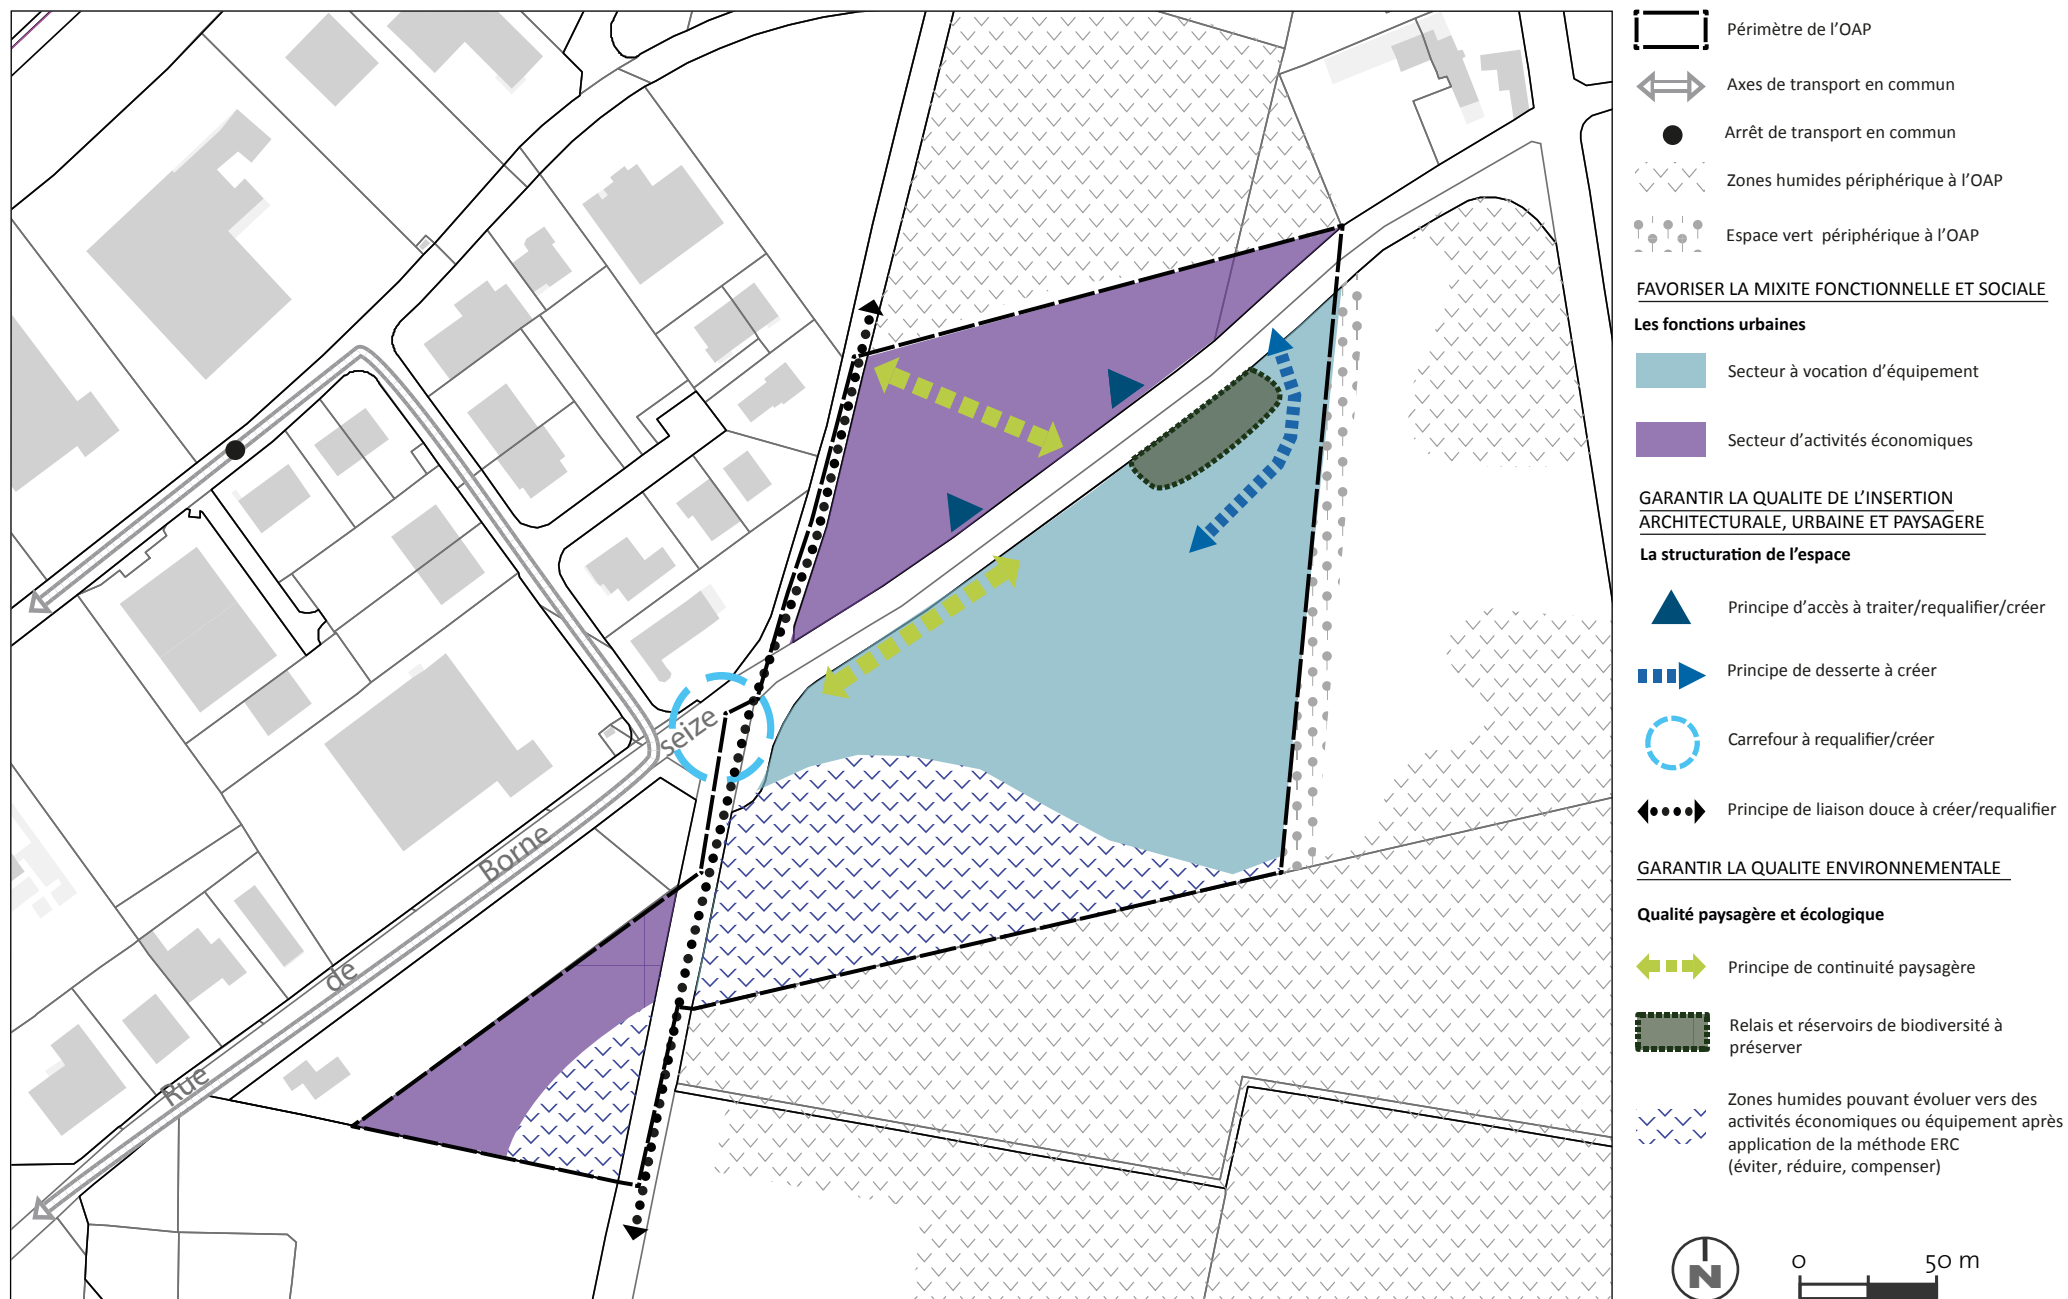 Périmètre de l'OAP
Axes de transport en commun
Arrêt de transport en commun
Zones humides périphérique à l'OAP
Espace vert périphérique à l'OAP
FAVORISER LA MIXITE FONCTIONNELLE ET SOCIALE
Les fonctions urbaines
Secteur à vocation d'équipement
Secteur d'activités économiques
GARANTIR LA QUALITE DE L'INSERTION
ARCHITECTURALE, URBAINE ET PAYSAGERE
La structuration de l'espace
Principe d'accès à traiter/requalifier/créer
Principe de desserte à créer
Carrefour à requalifier/créer
Principe de liaison douce à créer/requalifier
GARANTIR LA QUALITE ENVIRONNEMENTALE
Qualité paysagère et écologique
Principe de continuité paysagère
Relais et réservoirs de biodiversité à
préserver
Zones humides pouvant évoluer vers des
activités économiques ou équipement après
application de la méthode ERC
(éviter, réduire, compenser)
N
0 50 m
Rue de Borne seize